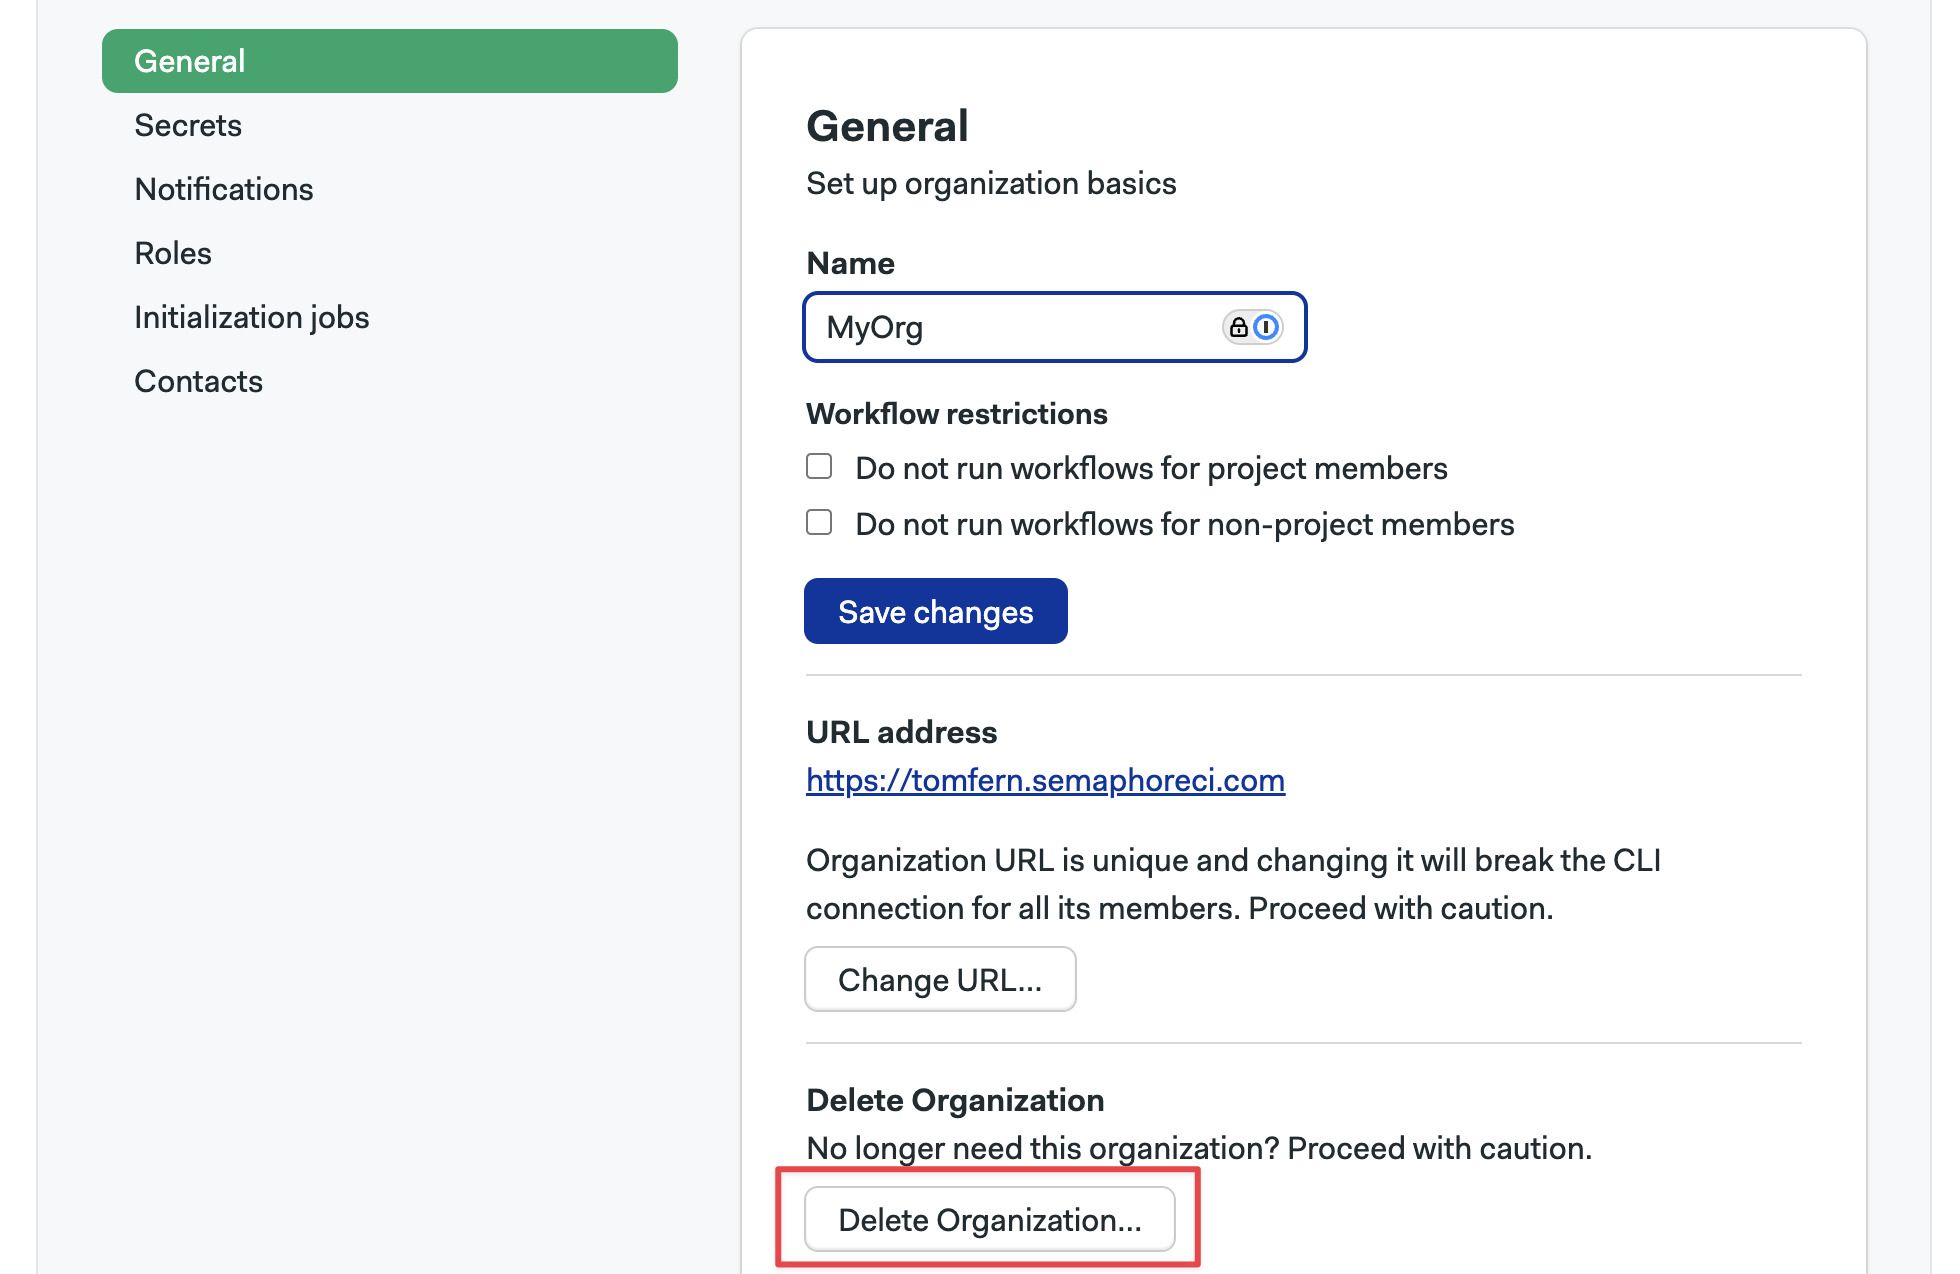 General
Secrets
Notifications
Roles
Initialization jobs
Contacts
General
Set up organization basics
Name
MyOrg
Workflow restrictions
Do not run workflows for project members
Do not run workflows for non-project members
Save changes
URL address
https://tomfern.semaphoreci.com
Organization URL is unique and changing it will break the CLI
connection for all its members. Proceed with caution.
Change URL...
Delete Organization
No longer need this organization? Proceed with caution.
Delete Organization...